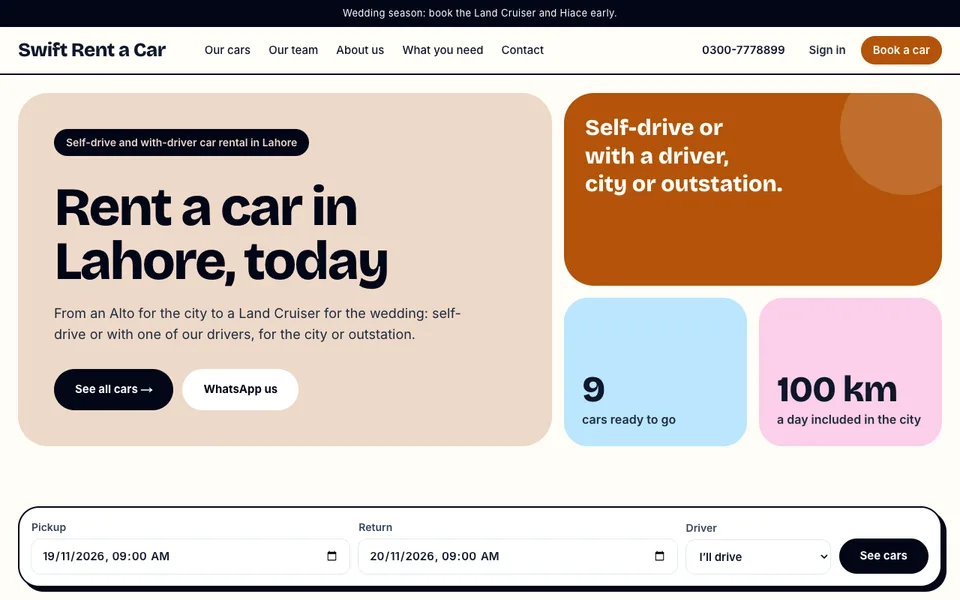 Wedding season: book the Land Cruiser and Hiace early.
Swift Rent a Car
Our cars
Our team
About us
What you need
Contact
0300-7778899
Sign in
Book a car
Self-drive and with-driver car rental in Lahore
Rent a car in
Lahore, today
From an Alto for the city to a Land Cruiser for the wedding: self-
drive or with one of our drivers, for the city or outstation.
See all cars →
WhatsApp us
Self-drive or
with a driver,
city or outstation.
9
cars ready to go
100 km
a day included in the city
Pickup
19/11/2026, 09:00 AM
Return
20/11/2026, 09:00 AM
Driver
I'll drive
See cars